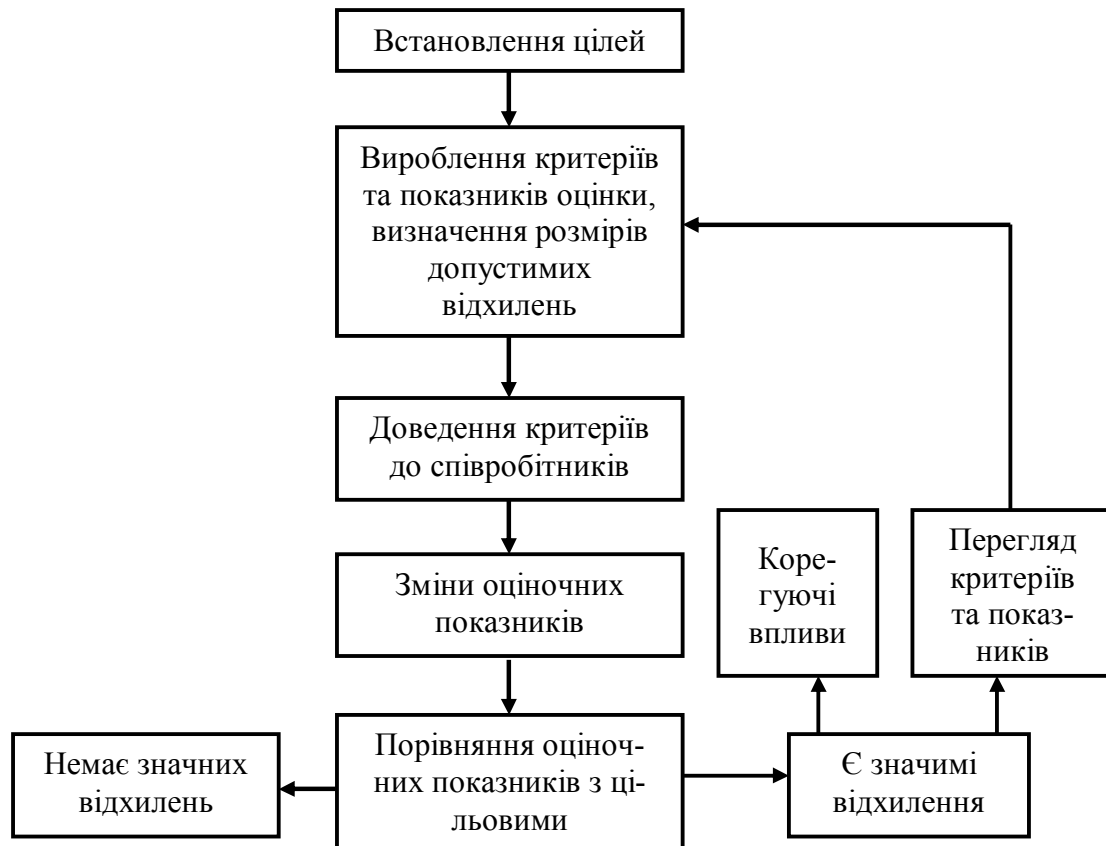 Встановлення цілей
Вироблення критеріїв
та показників оцінки,
визначення розмірів
допустимих
відхилень
Доведення критеріїв
до співробітників
Зміни оціночних
показників
Коре-
гуючі
впливи
Перегляд
критеріїв
та показ-
ників
Немає значних
відхилень
Порівняння оціноч-
них показників з ці-
льовими
Є значимі
відхилення